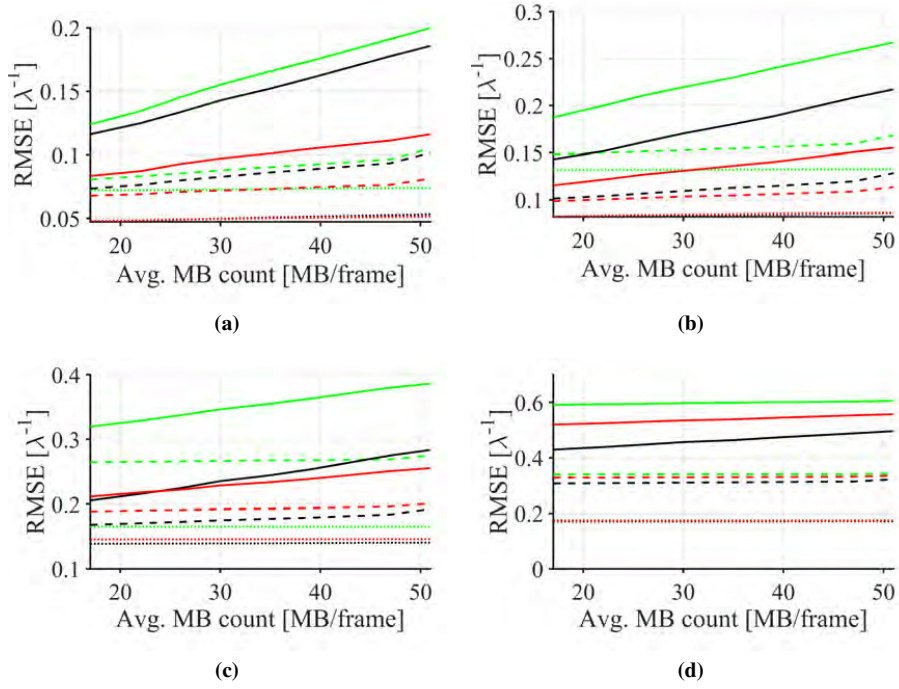 0.2
0.15
0.1
0.05
RMSE [λ⁻¹]
20 30 40 50
Avg. MB count [MB/frame]
(a)
0.3
0.25
0.2
0.15
0.1
RMSE [λ⁻¹]
20 30 40 50
Avg. MB count [MB/frame]
(b)
0.4
0.3
0.2
0.1
RMSE [λ⁻¹]
20 30 40 50
Avg. MB count [MB/frame]
(c)
0.6
0.4
0.2
0
RMSE [λ⁻¹]
20 30 40 50
Avg. MB count [MB/frame]
(d)